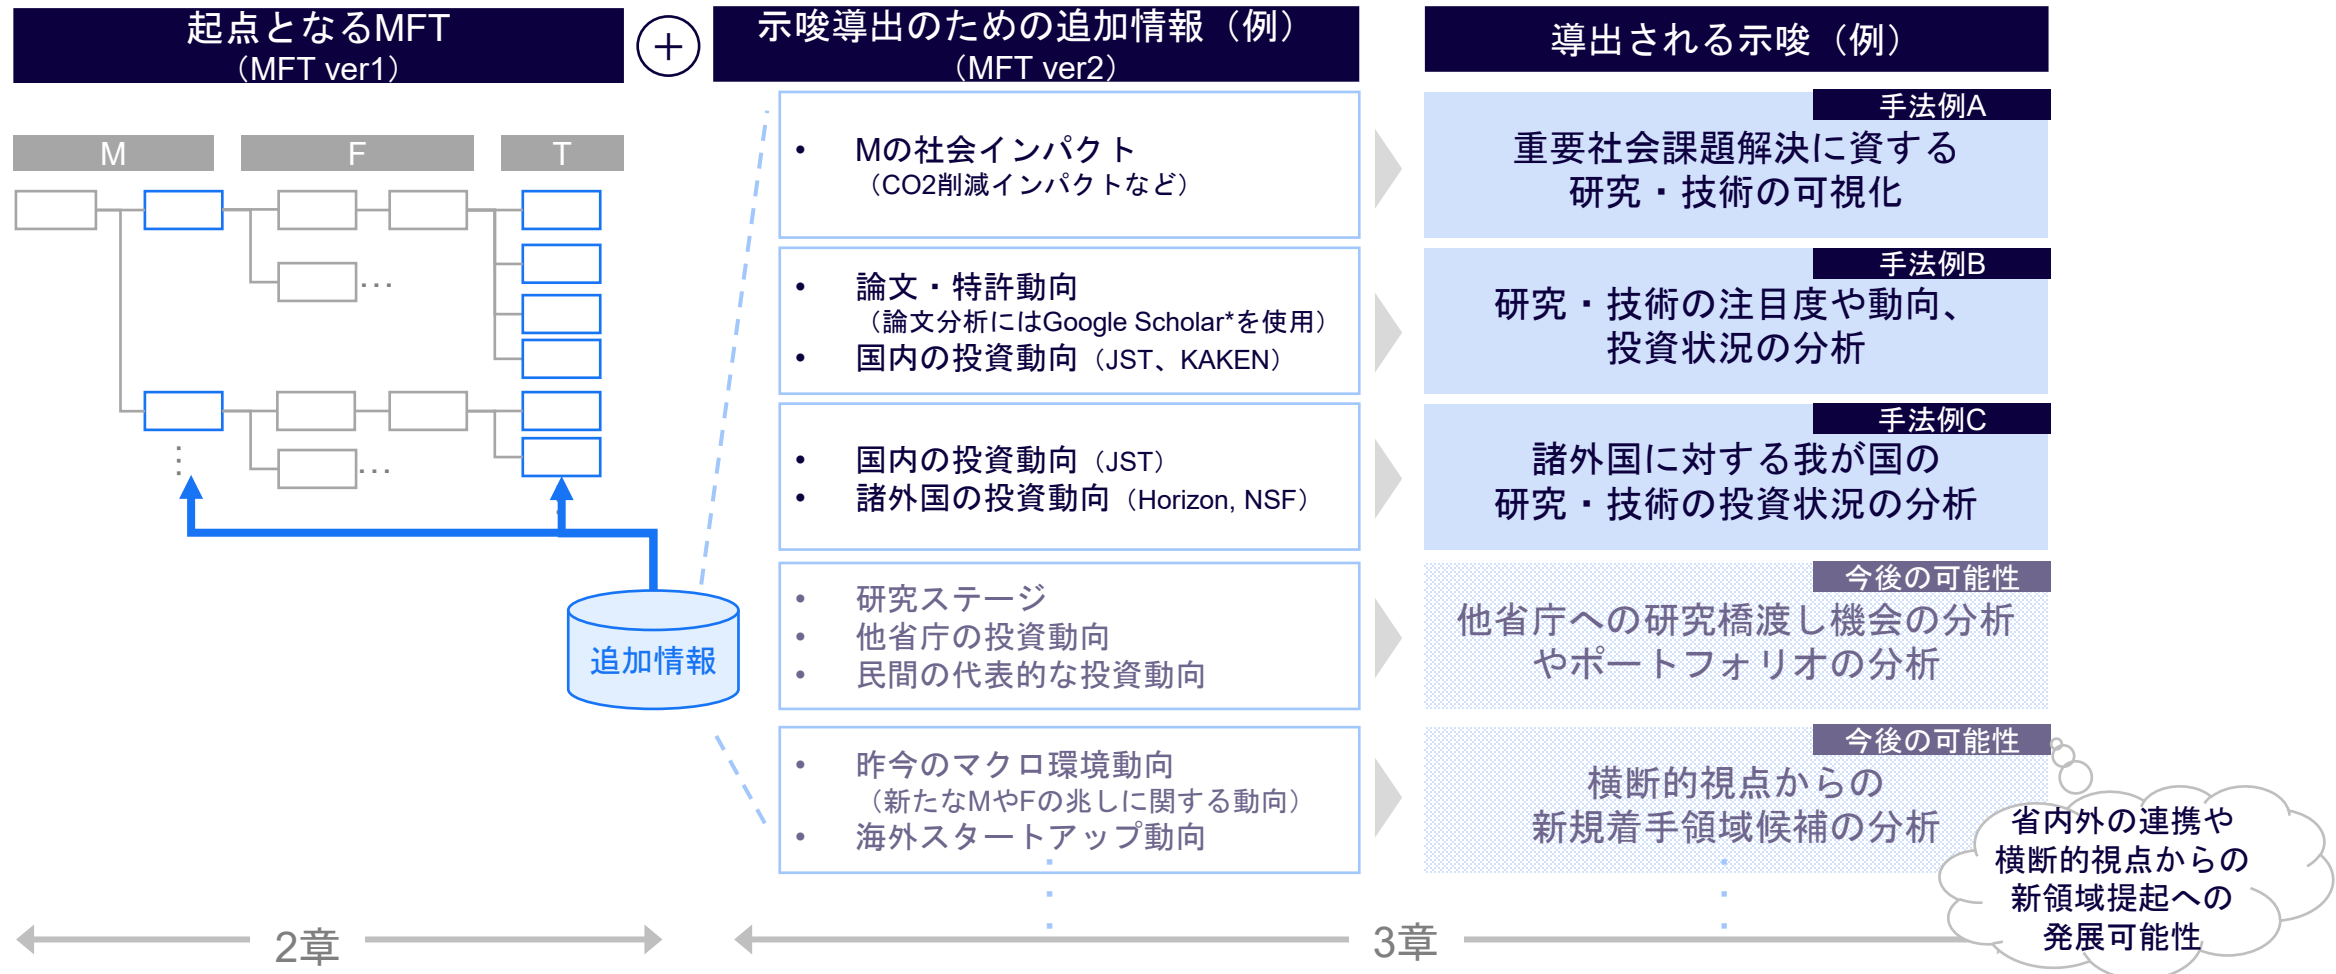 起点となるMFT
（MFT ver1）
＋
示唆導出のための追加情報（例）
（MFT ver2）
導出される示唆（例）
M
F
T
…
…
⋮
追加情報
• Mの社会インパクト
（CO2削減インパクトなど）
手法例A
重要社会課題解決に資する
研究・技術の可視化
• 論文・特許動向
（論文分析にはGoogle Scholar*を使用）
• 国内の投資動向（JST、KAKEN）
手法例B
研究・技術の注目度や動向、
投資状況の分析
• 国内の投資動向（JST）
• 諸外国の投資動向（Horizon, NSF）
手法例C
諸外国に対する我が国の
研究・技術の投資状況の分析
• 研究ステージ
• 他省庁の投資動向
• 民間の代表的な投資動向
今後の可能性
他省庁への研究橋渡し機会の分析
やポートフォリオの分析
• 昨今のマクロ環境動向
（新たなMやFの兆しに関する動向）
• 海外スタートアップ動向
今後の可能性
横断的視点からの
新規着手領域候補の分析
省内外の連携や
横断的視点からの
新領域提起への
発展可能性
2章
3章